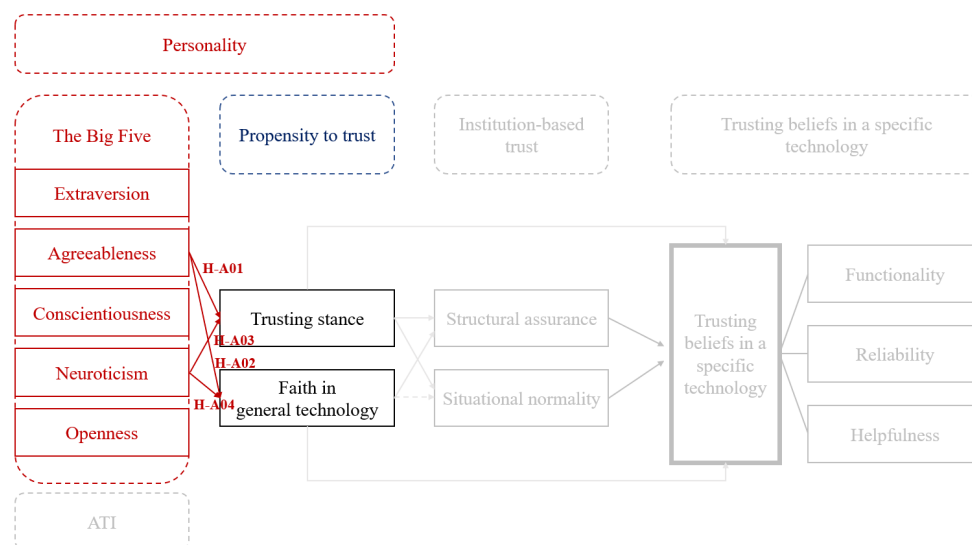 Personality
The Big Five
Propensity to trust
Institution-based
trust
Trusting beliefs in a specific
technology
Extraversion
Agreeableness
Conscientiousness
Neuroticism
Openness
ATI
H-A01
H-A03
H-A02
H-A04
Trusting stance
Faith in
general technology
Structural assurance
Situational normality
Trusting
beliefs in a
specific
technology
Functionality
Reliability
Helpfulness